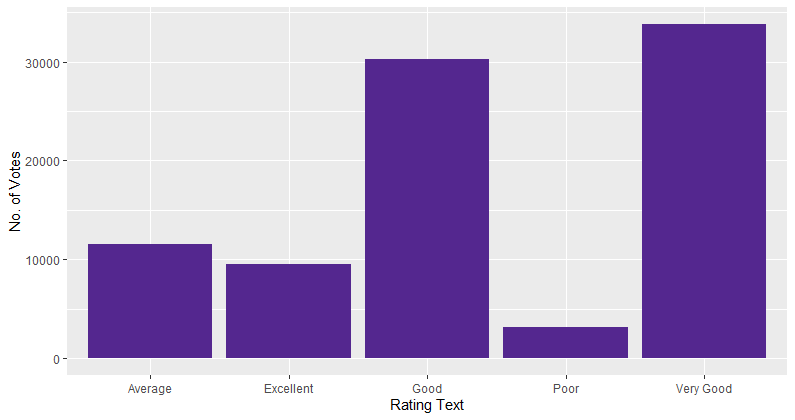 No. of Votes
30000
20000
10000
0
Average Excellent Good Poor Very Good
Rating Text